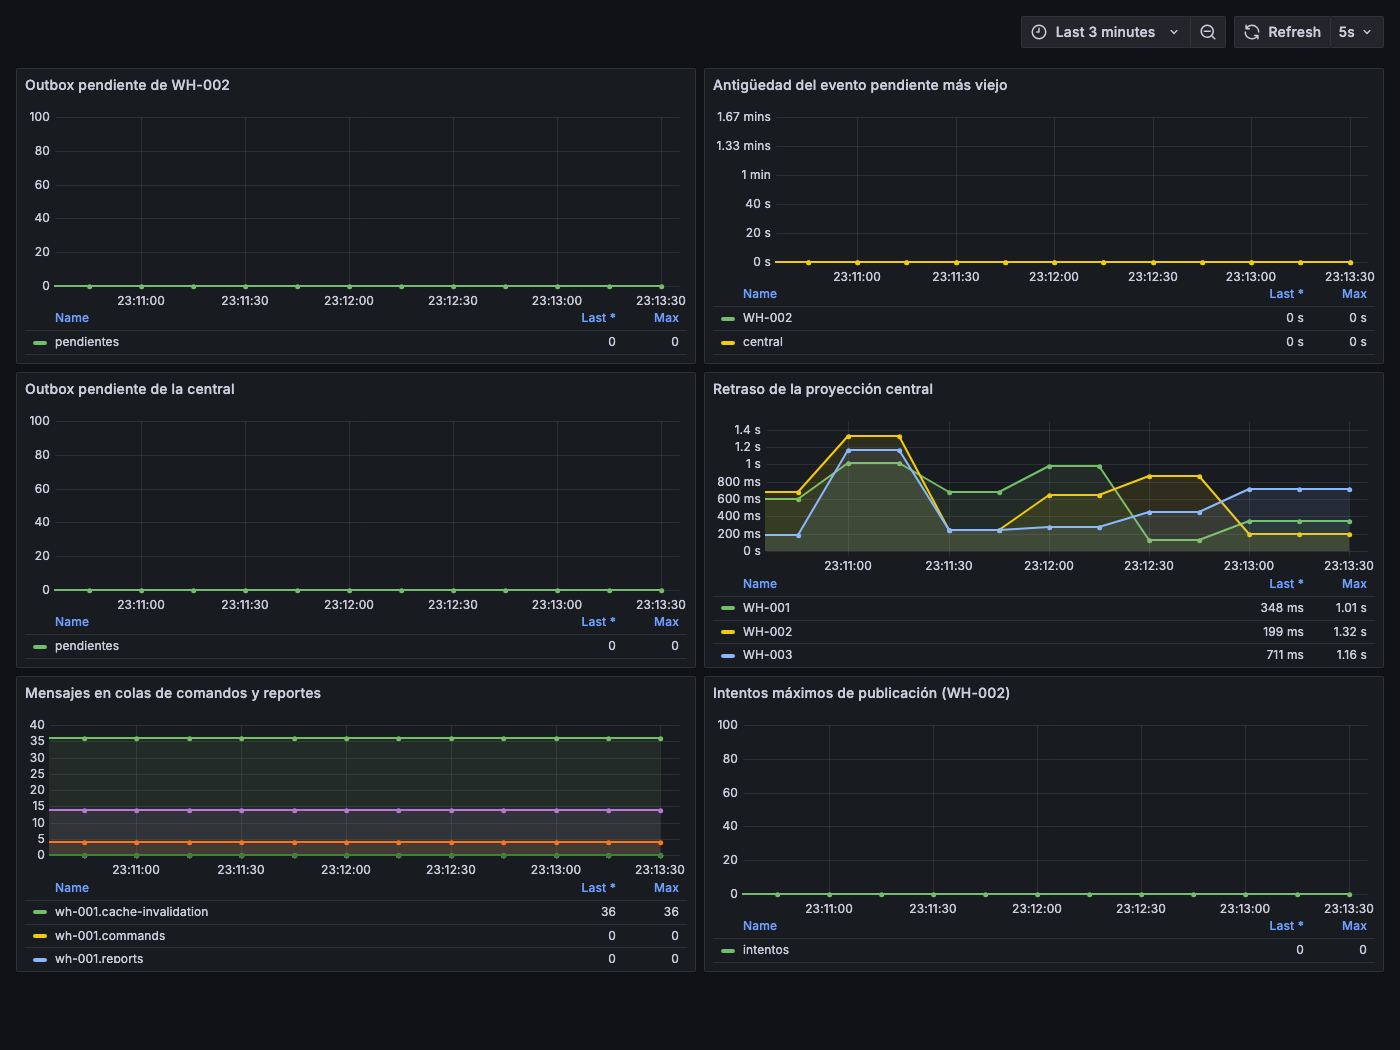 Last 3 minutes
Refresh
5s
Outbox pendiente de WH-002
100
80
60
40
20
0
23:11:00 23:11:30 23:12:00 23:12:30 23:13:00 23:13:30
Name Last * Max
pendientes 0 0
Antigüedad del evento pendiente más viejo
1.67 mins
1.33 mins
1 min
40 s
20 s
0 s
23:11:00 23:11:30 23:12:00 23:12:30 23:13:00 23:13:30
Name Last * Max
WH-002 0 s 0 s
central 0 s 0 s
Outbox pendiente de la central
100
80
60
40
20
0
23:11:00 23:11:30 23:12:00 23:12:30 23:13:00 23:13:30
Name Last * Max
pendientes 0 0
Retraso de la proyección central
1.4 s
1.2 s
1 s
800 ms
600 ms
400 ms
200 ms
0 s
23:11:00 23:11:30 23:12:00 23:12:30 23:13:00 23:13:30
Name Last * Max
WH-001 348 ms 1.01 s
WH-002 199 ms 1.32 s
WH-003 711 ms 1.16 s
Mensajes en colas de comandos y reportes
40
35
30
25
20
15
10
5
0
23:11:00 23:11:30 23:12:00 23:12:30 23:13:00 23:13:30
Name Last * Max
wh-001.cache-invalidation 36 36
wh-001.commands 0 0
wh-001.reports 0 0
Intentos máximos de publicación (WH-002)
100
80
60
40
20
0
23:11:00 23:11:30 23:12:00 23:12:30 23:13:00 23:13:30
Name Last * Max
intentos 0 0